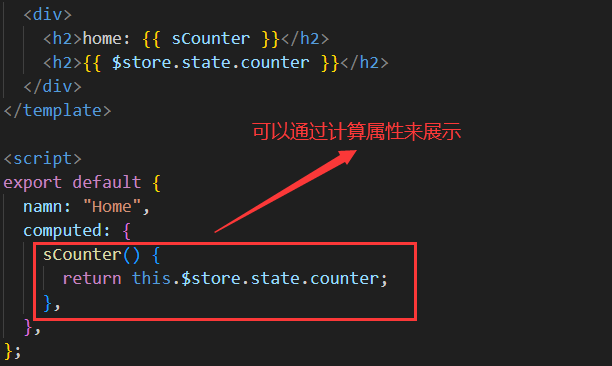 <div>
<h2>home: {{ sCounter }}</h2>
<h2>{{ $store.state.counter }}</h2>
</div>
</template>
可以通过计算属性来展示
<script>
export default {
namn: "Home",
computed: {
sCounter() {
return this.$store.state.counter;
},
},
};